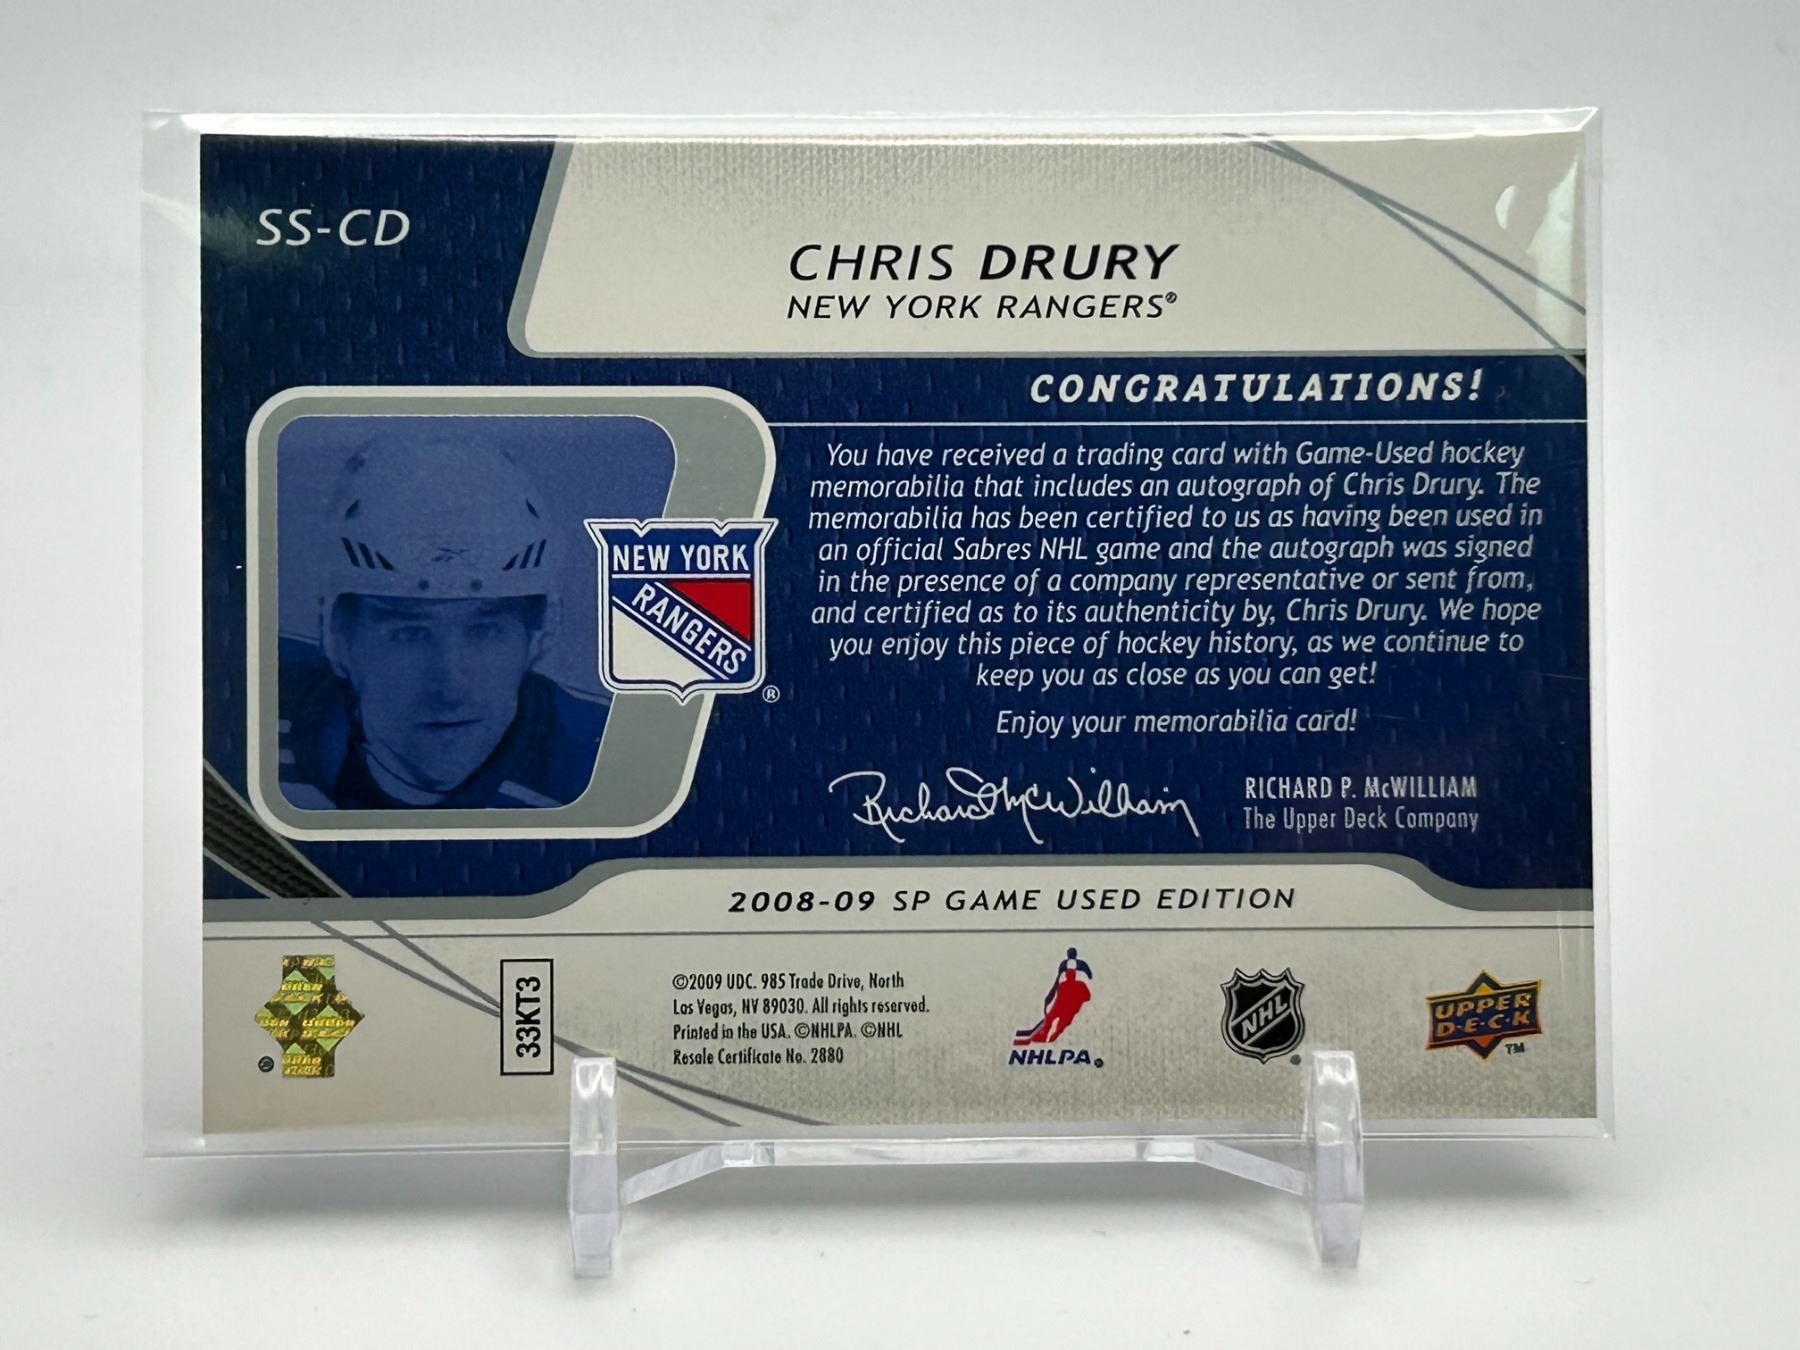 SS-CD
CHRIS DRURY
NEW YORK RANGERS®
CONGRATULATIONS!
You have received a trading card with Game-Used hockey
memorabilia that includes an autograph of Chris Drury. The
memorabilia has been certified to us as having been used in
an official Sabres NHL game and the autograph was signed
in the presence of a company representative or sent from,
and certified as to its authenticity by, Chris Drury. We hope
you enjoy this piece of hockey history, as we continue to
keep you as close as you can get!
Enjoy your memorabilia card!
NEW YORK
RANGERS
®
Richard McWilliam
RICHARD P. McWILLIAM
The Upper Deck Company
2008-09 SP GAME USED EDITION
33KT3
©2009 UDC. 985 Trade Drive, North
Las Vegas, NV 89030. All rights reserved.
Printed in the USA. ©NHLPA. ©NHL
Resale Certificate No. 2880
NHLPA®
NHL
UPPER
D·E·C·K
TM